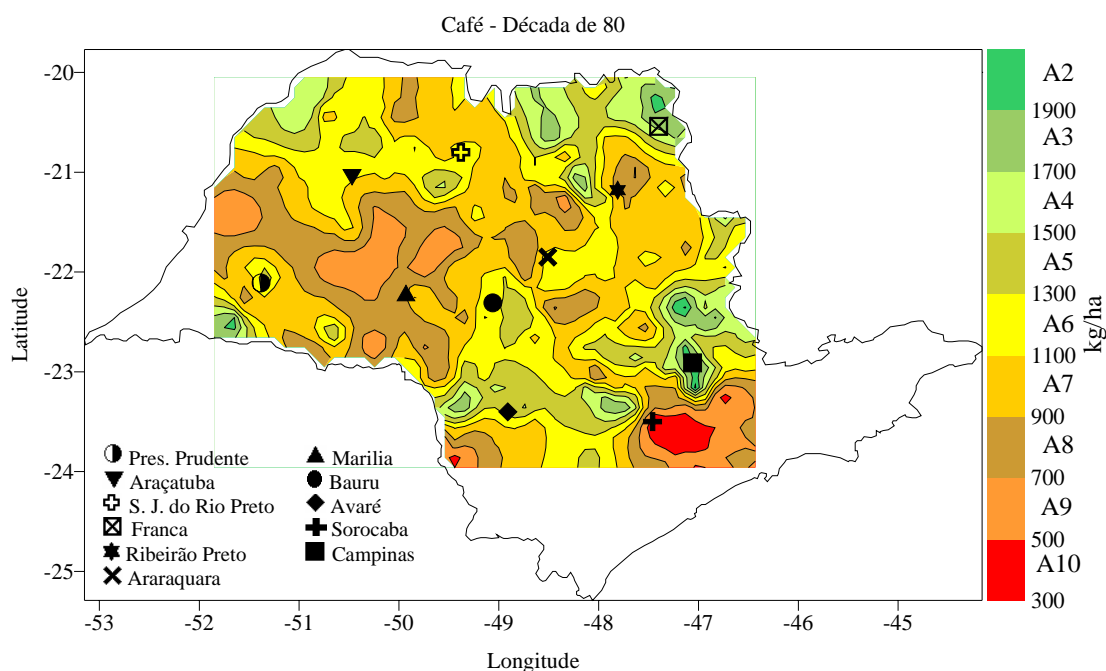 Café - Década de 80
-20
-21
-22
-23
-24
-25
Latitude
-53
-52
-51
-50
-49
-48
-47
-46
-45
Longitude
Pres. Prudente
Araçatuba
S. J. do Rio Preto
Franca
Ribeirão Preto
Araraquara
Marilia
Bauru
Avaré
Sorocaba
Campinas
A2
1900
A3
1700
A4
1500
A5
1300
A6
1100
A7
900
A8
700
A9
500
A10
300
kg/ha